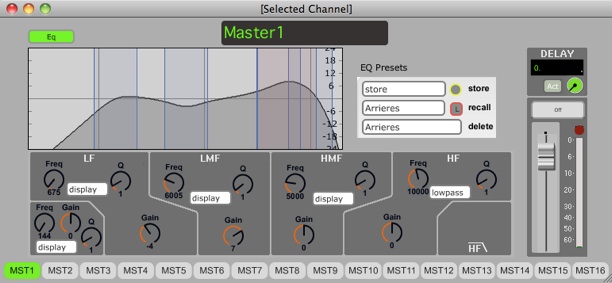 [Selected Channel]
Eq
Master1
DELAY
0.
Act
24
18
12
6
0
-6
-12
-18
-24
EQ Presets
store
store
Arrieres
L
recall
Arrieres
delete
Off
0
10
20
30
40
50
60
LF
LMF
HMF
HF
Freq
Q
675
display
1
Freq
Q
6005
display
1
Freq
Q
5000
display
1
Freq
Q
10000
lowpass
1
Freq
Gain
Q
144
0
display
1
Gain
-4
Gain
7
Gain
0
Gain
0
HF\
MST1 MST2 MST3 MST4 MST5 MST6 MST7 MST8 MST9 MST10 MST11 MST12 MST13 MST14 MST15 MST16